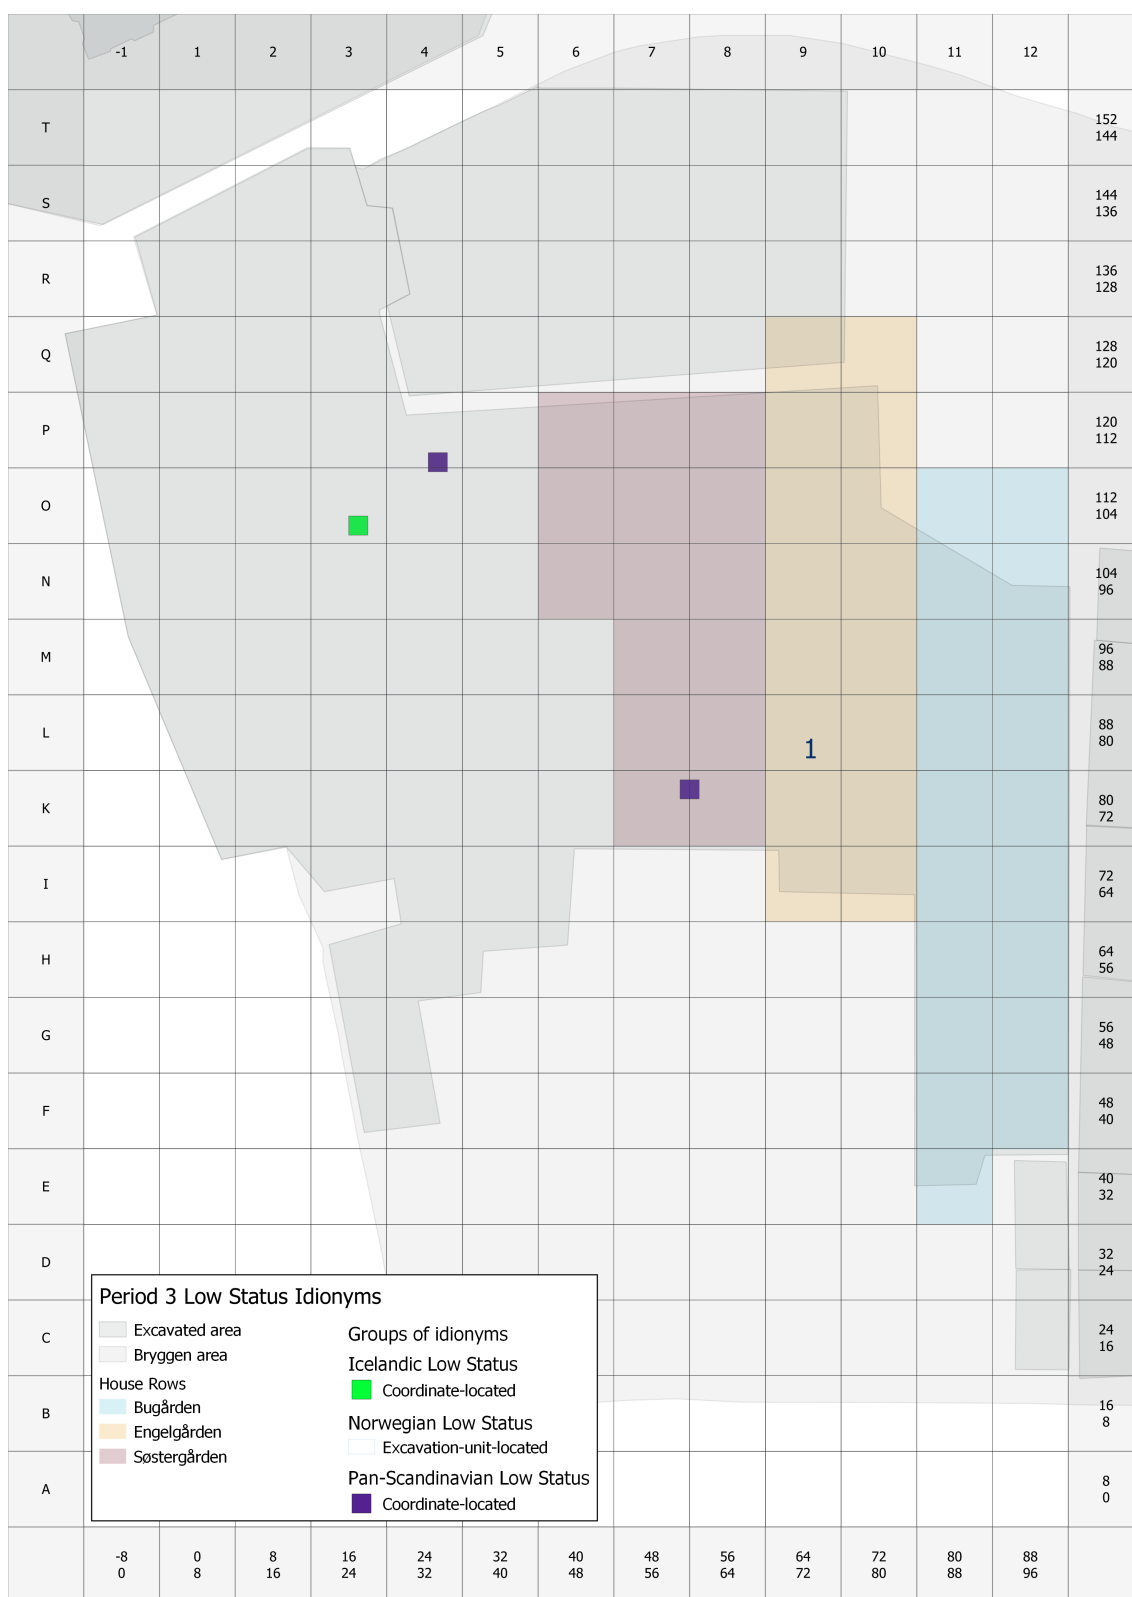 -1 1 2 3 4 5 6 7 8 9 10 11 12
T 152
144
S 144
136
R 136
128
Q 128
120
P 120
112
O 112
104
N 104
96
M 96
88
L 88
80
1
K 80
72
I 72
64
H 64
56
G 56
48
F 48
40
E 40
32
D 32
24
C 24
16
B 16
8
A 8
0
Period 3 Low Status Idionyms
Excavated area
Bryggen area
House Rows
Bugården
Engelgården
Søstergården
Groups of idionyms
Icelandic Low Status
Coordinate-located
Norwegian Low Status
Excavation-unit-located
Pan-Scandinavian Low Status
Coordinate-located
-8 0 8 16 24 32 40 48 56 64 72 80 88
0 8 16 24 32 40 48 56 64 72 80 88 96